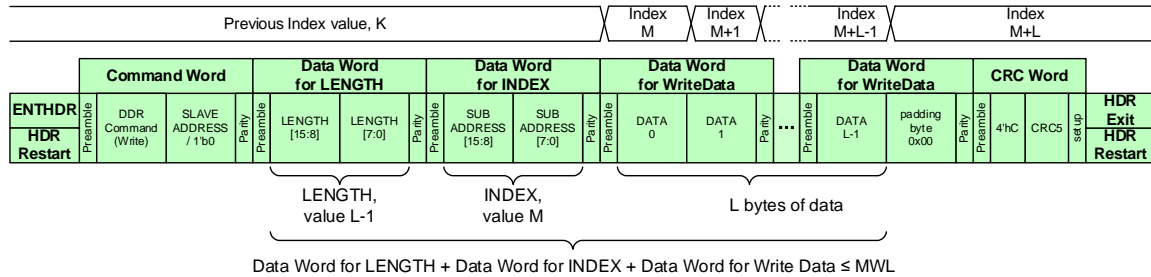 Previous Index value, K
Index
M
Index
M+1
Index
M+L-1
Index
M+L
Command Word
Data Word
for LENGTH
Data Word
for INDEX
Data Word
for WriteData
Data Word
for WriteData
CRC Word
ENTHDR
HDR
Restart
Preamble
DDR
Command
(Write)
SLAVE
ADDRESS
/ 1'b0
Parity
Preamble
LENGTH
[15:8]
LENGTH
[7:0]
Parity
Preamble
SUB
ADDRESS
[15:8]
SUB
ADDRESS
[7:0]
Parity
Preamble
DATA
0
DATA
1
Parity
...
Preamble
DATA
L-1
padding
byte
0x00
Parity
Preamble
4'hC
CRC5
setup
HDR
Exit
HDR
Restart
LENGTH,
value L-1
INDEX,
value M
L bytes of data
Data Word for LENGTH + Data Word for INDEX + Data Word for Write Data ≤ MWL